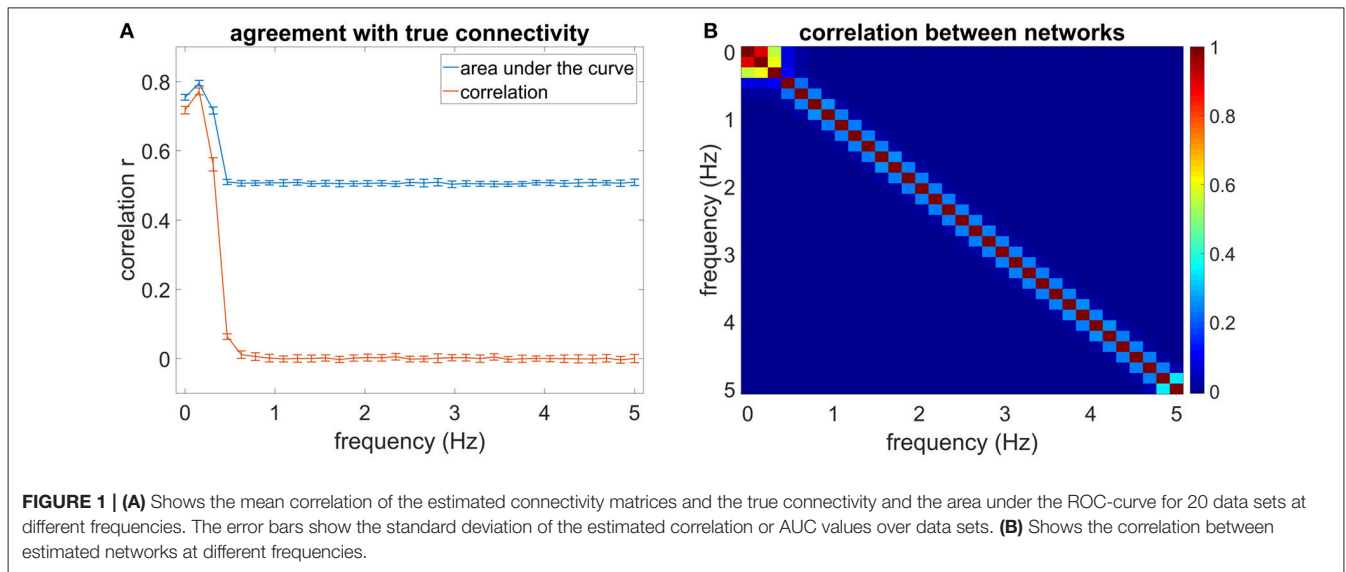 A
agreement with true connectivity
area under the curve
correlation
0.8
0.6
0.4
0.2
0
correlation r
0 1 2 3 4 5
frequency (Hz)
B
correlation between networks
0
1
2
3
4
5
frequency (Hz)
1 2 3 4 5
frequency (Hz)
1
0.8
0.6
0.4
0.2
0
FIGURE 1 | (A) Shows the mean correlation of the estimated connectivity matrices and the true connectivity and the area under the ROC-curve for 20 data sets at
different frequencies. The error bars show the standard deviation of the estimated correlation or AUC values over data sets. (B) Shows the correlation between
estimated networks at different frequencies.